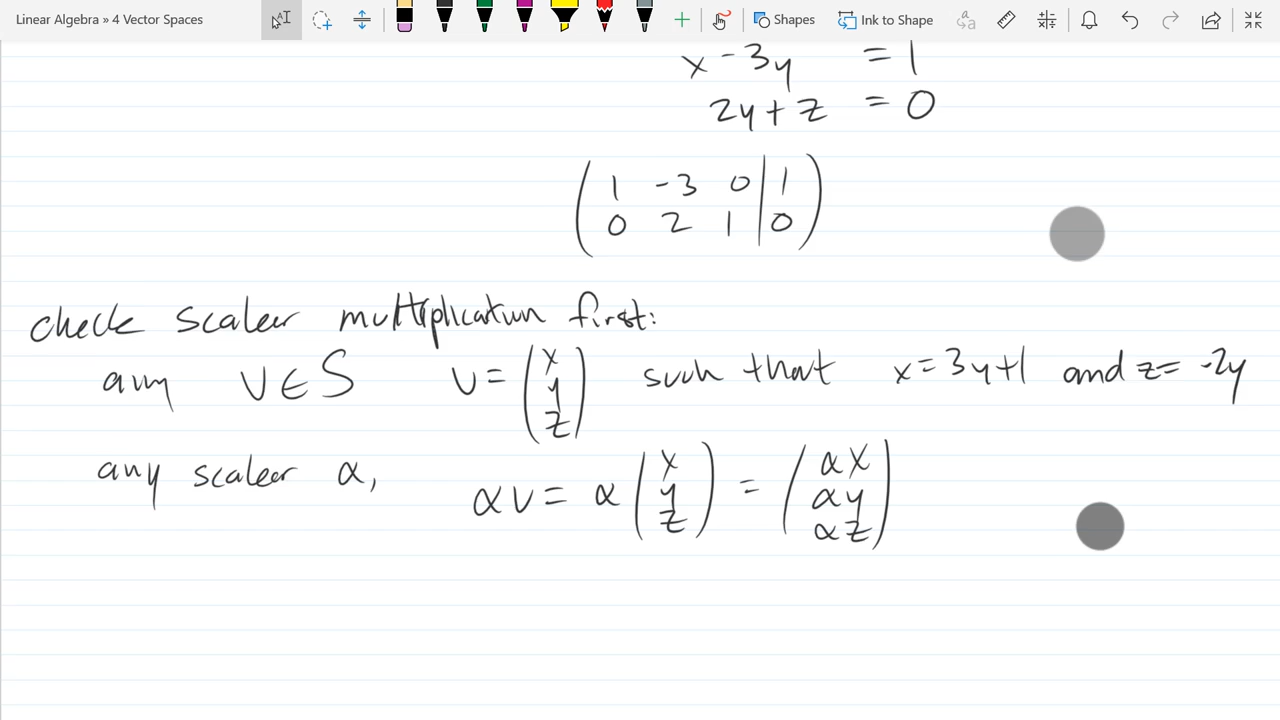 Linear Algebra » 4 Vector Spaces
Shapes
Ink to Shape
x - 3y = 1
2y + z = 0
( 1 -3 0 | 1 )
( 0 2 1 | 0 )
check scaler multiplication first:
any v ∈ S v = ( x y z ) such that x = 3y+1 and z = -2y
any scaler α, αv = α ( x y z ) = ( αx αy αz )